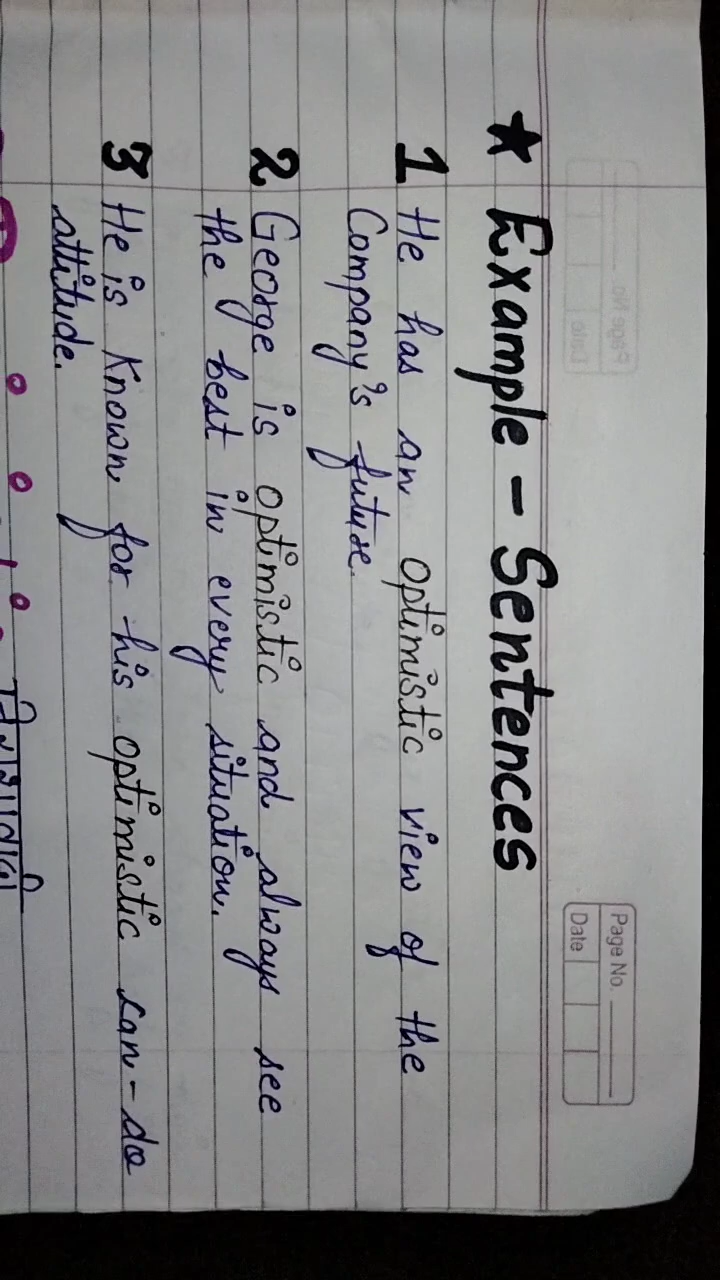 Page No.
Date
★ Example - Sentences
1 He has an optimistic view of the
Company's future.
2 George is optimistic and always see
the best in every situation.
3 He is Known for his optimistic can-do
attitude.